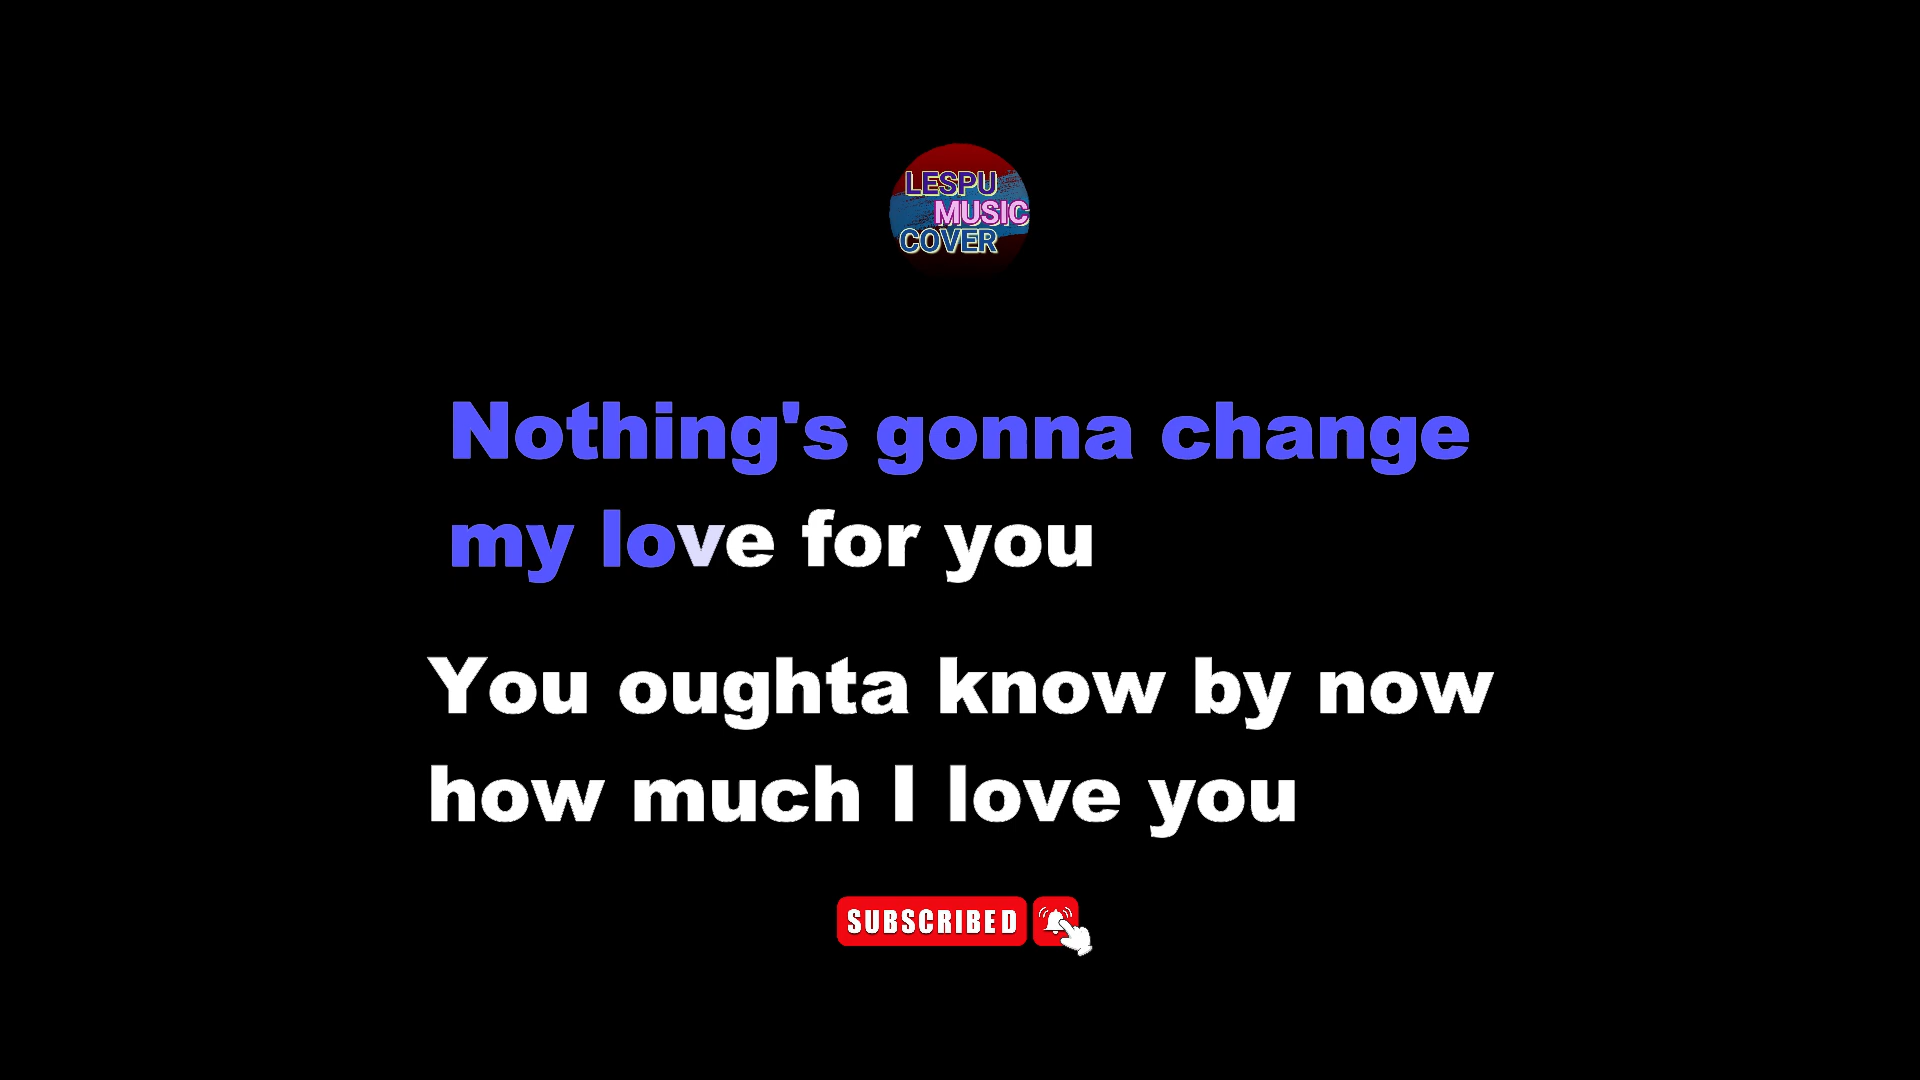 LESPU
MUSIC
COVER
Nothing's gonna change
my love for you
You oughta know by now
how much I love you
SUBSCRIBED